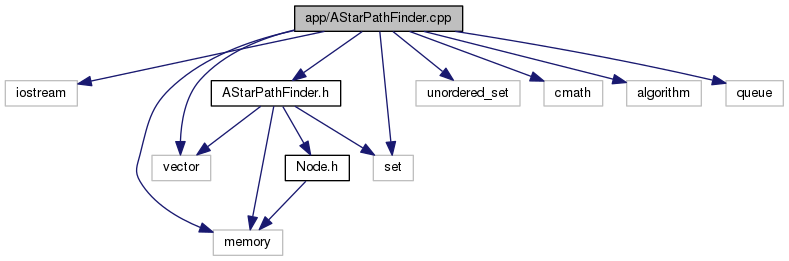 app/AStarPathFinder.cpp
iostream
AStarPathFinder.h
unordered_set
cmath
algorithm
queue
vector
Node.h
set
memory